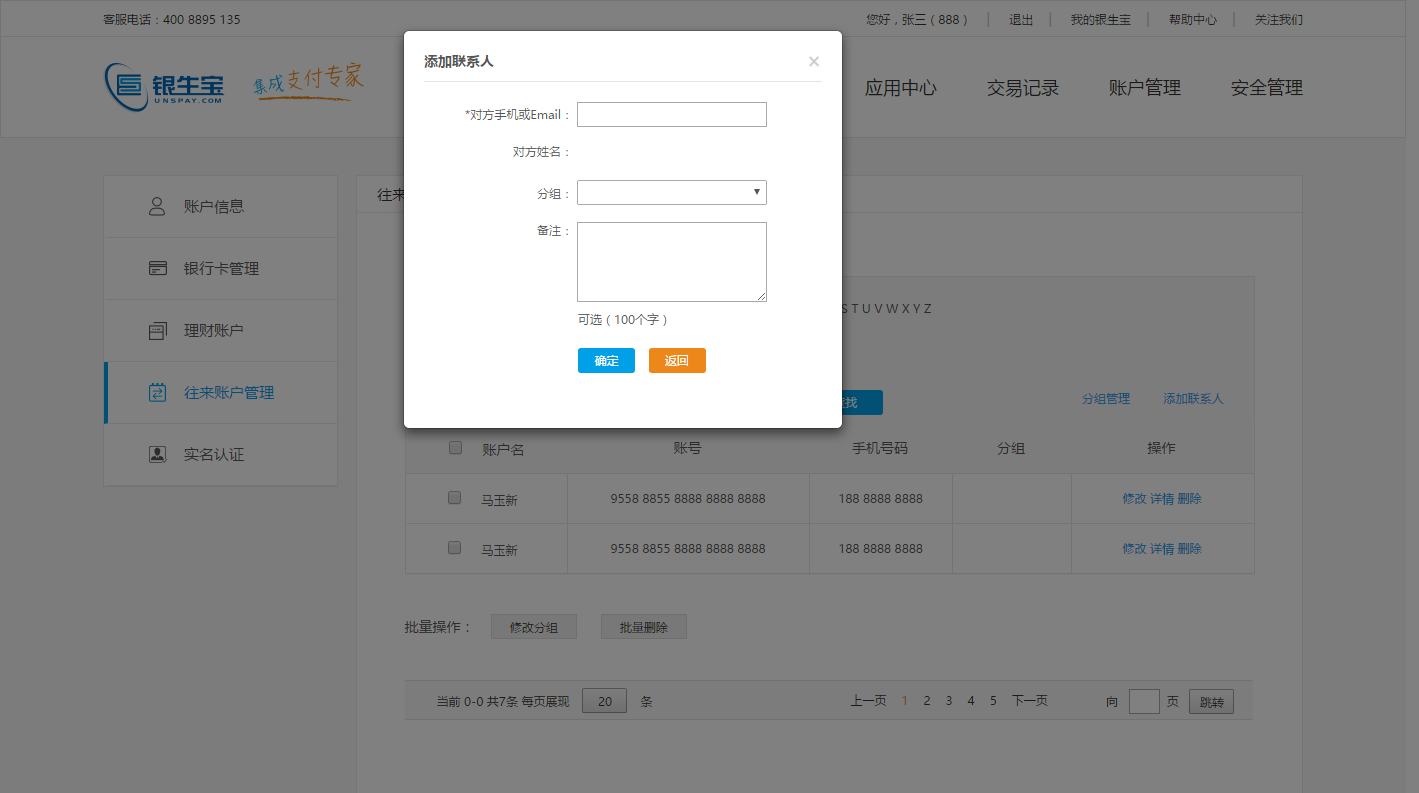 客服电话：400 8895 135
您好，张三（888） | 退出 | 我的银生宝 | 帮助中心 | 关注我们
银生宝
UNSPAY.COM
集成支付专家
应用中心 交易记录 账户管理 安全管理
添加联系人 ×
*对方手机或Email：
对方姓名：
分组：
备注：
可选（100个字）
确定 返回
账户信息
银行卡管理
理财账户
往来账户管理
实名认证
往来
S T U V W X Y Z
找
分组管理 添加联系人
账户名 账号 手机号码 分组 操作
马玉新 9558 8855 8888 8888 8888 188 8888 8888 修改 详情 删除
马玉新 9558 8855 8888 8888 8888 188 8888 8888 修改 详情 删除
批量操作： 修改分组 批量删除
当前 0-0 共7条 每页展现 20 条 上一页 1 2 3 4 5 下一页 向 页 跳转